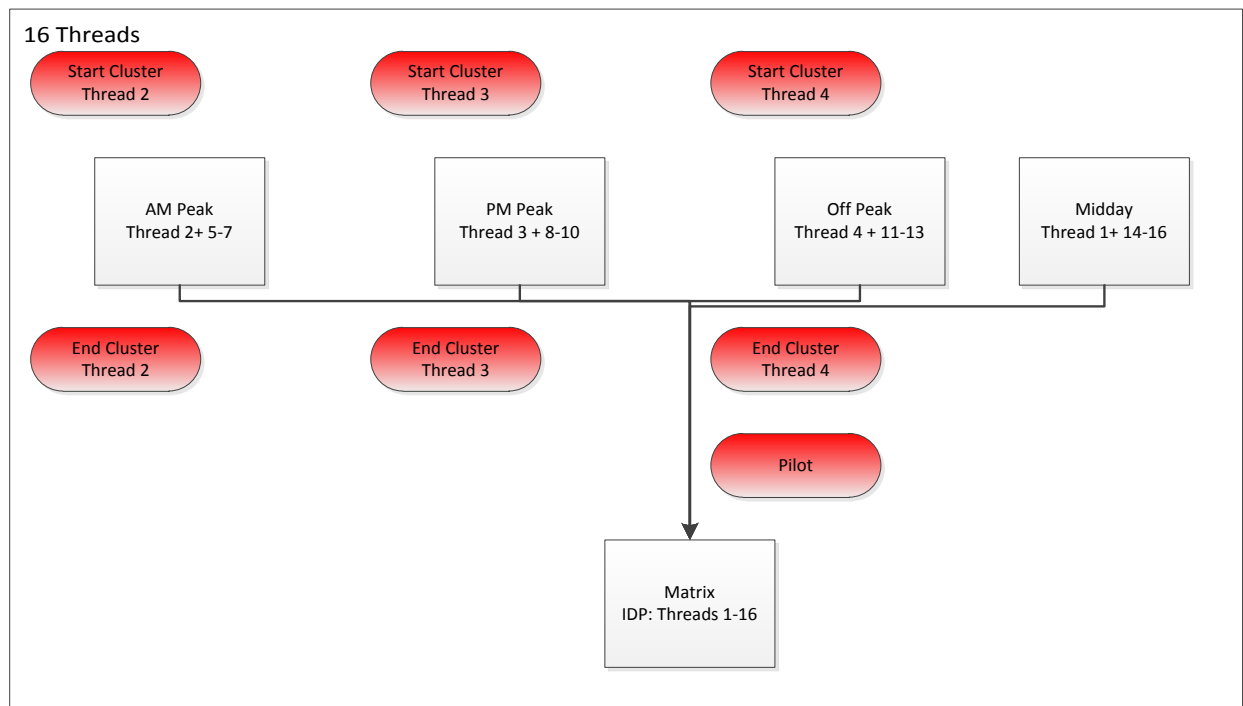 16 Threads
Start Cluster
Thread 2
Start Cluster
Thread 3
Start Cluster
Thread 4
AM Peak
Thread 2+ 5-7
PM Peak
Thread 3 + 8-10
Off Peak
Thread 4 + 11-13
Midday
Thread 1+ 14-16
End Cluster
Thread 2
End Cluster
Thread 3
End Cluster
Thread 4
Pilot
Matrix
IDP: Threads 1-16